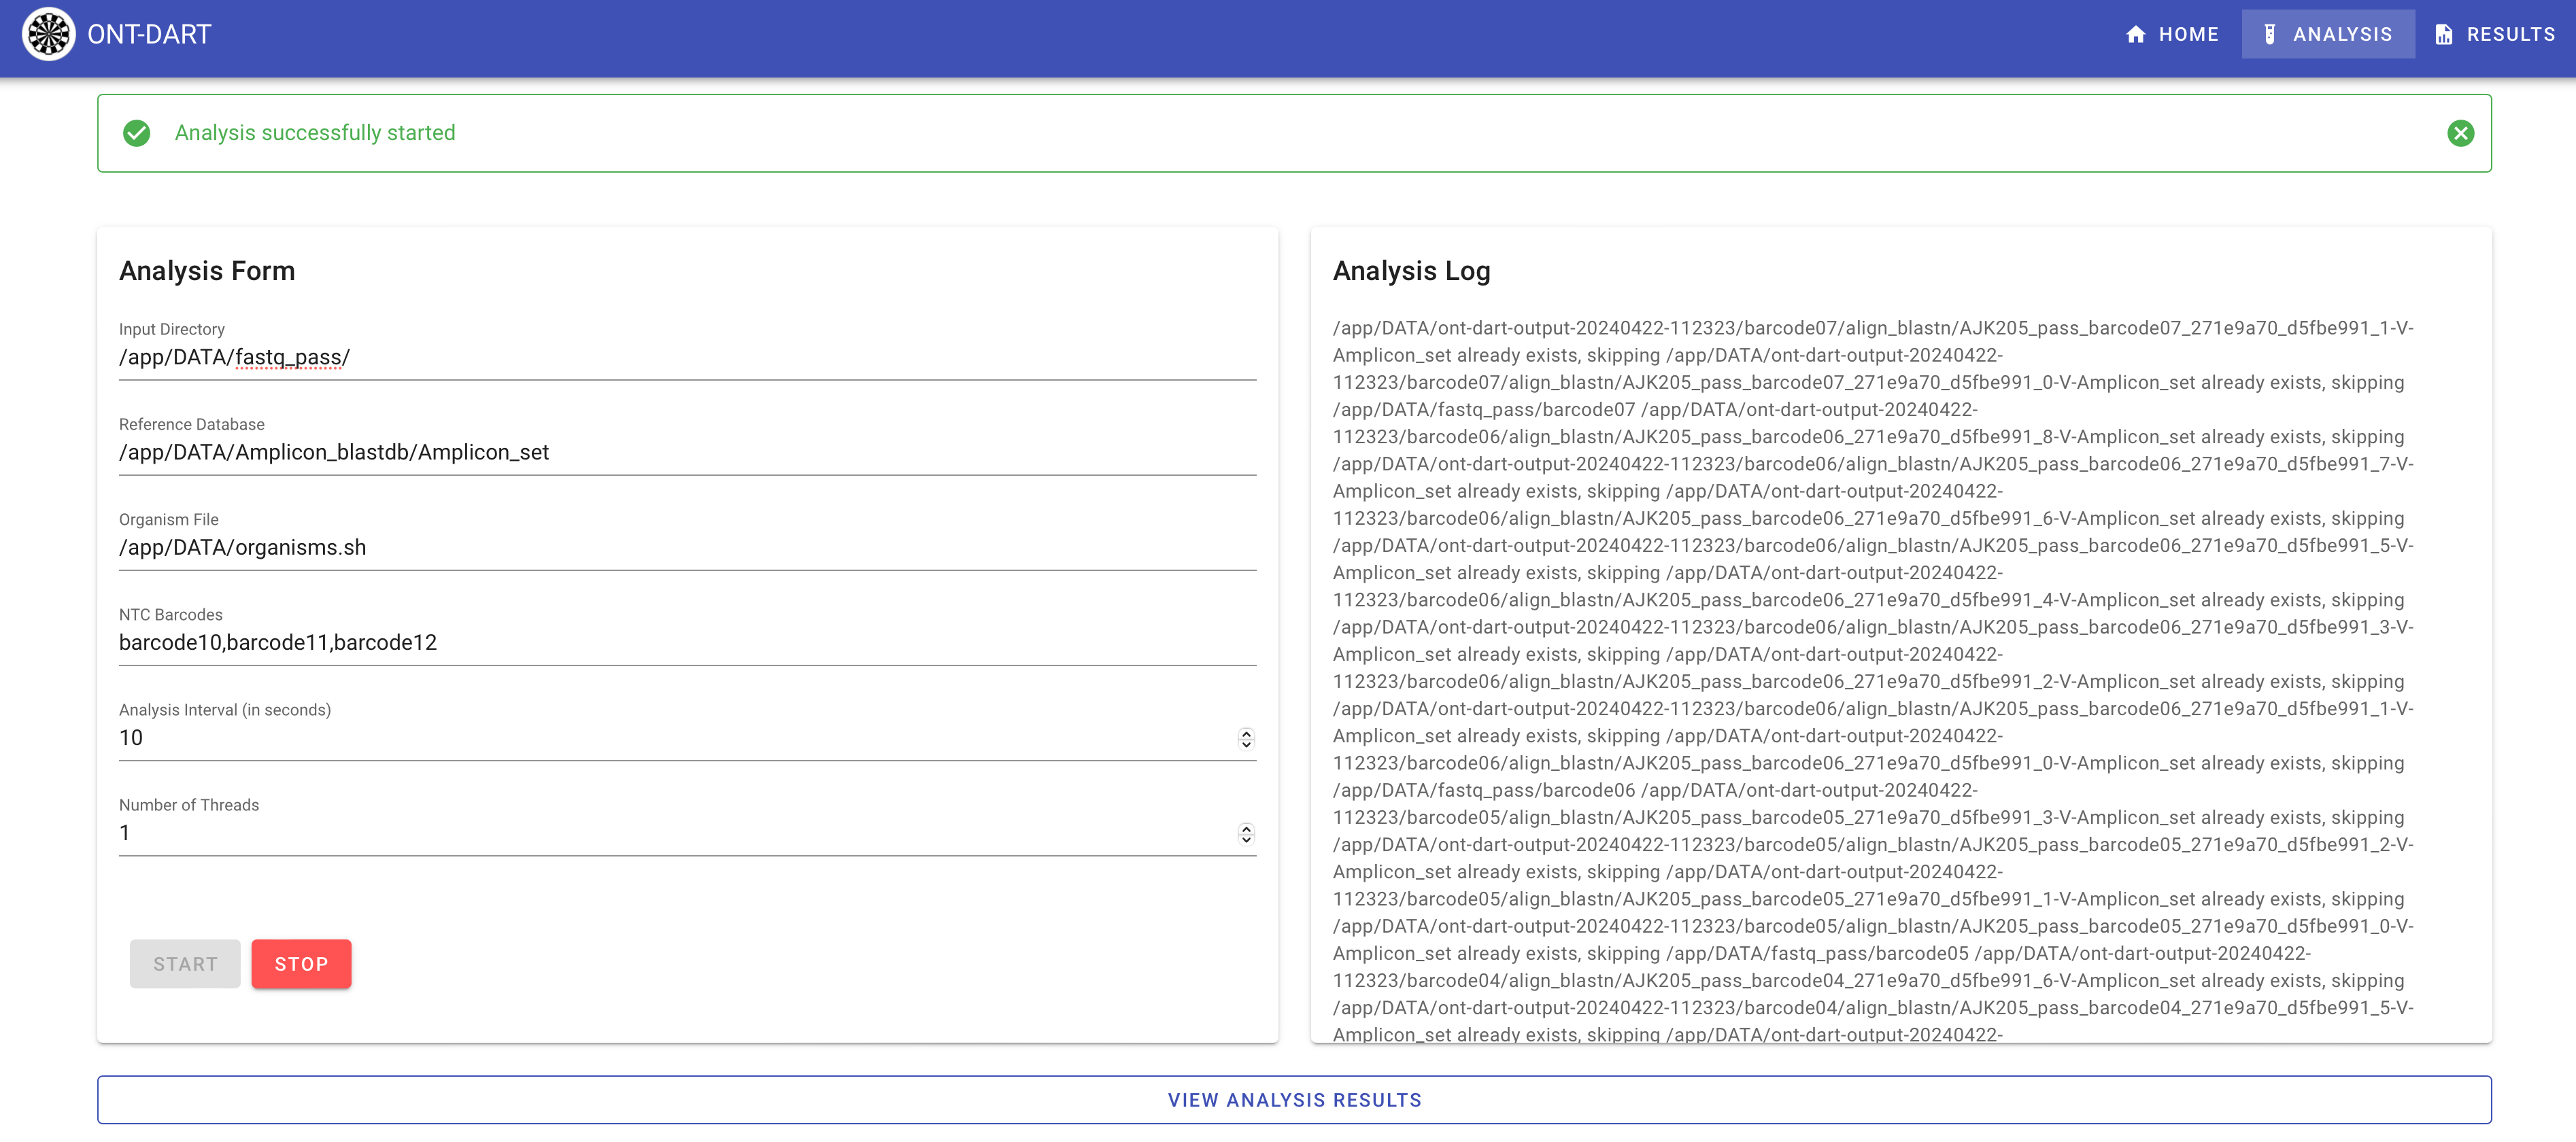 ONT-DART
HOME
ANALYSIS
RESULTS
Analysis successfully started
Analysis Form
Input Directory
/app/DATA/fastq_pass/
Reference Database
/app/DATA/Amplicon_blastdb/Amplicon_set
Organism File
/app/DATA/organisms.sh
NTC Barcodes
barcode10,barcode11,barcode12
Analysis Interval (in seconds)
10
Number of Threads
1
START
STOP
Analysis Log
/app/DATA/ont-dart-output-20240422-112323/barcode07/align_blastn/AJK205_pass_barcode07_271e9a70_d5fbe991_1-V-
Amplicon_set already exists, skipping /app/DATA/ont-dart-output-20240422-
112323/barcode07/align_blastn/AJK205_pass_barcode07_271e9a70_d5fbe991_0-V-Amplicon_set already exists, skipping
/app/DATA/fastq_pass/barcode07 /app/DATA/ont-dart-output-20240422-
112323/barcode06/align_blastn/AJK205_pass_barcode06_271e9a70_d5fbe991_8-V-Amplicon_set already exists, skipping
/app/DATA/ont-dart-output-20240422-112323/barcode06/align_blastn/AJK205_pass_barcode06_271e9a70_d5fbe991_7-V-
Amplicon_set already exists, skipping /app/DATA/ont-dart-output-20240422-
112323/barcode06/align_blastn/AJK205_pass_barcode06_271e9a70_d5fbe991_6-V-Amplicon_set already exists, skipping
/app/DATA/ont-dart-output-20240422-112323/barcode06/align_blastn/AJK205_pass_barcode06_271e9a70_d5fbe991_5-V-
Amplicon_set already exists, skipping /app/DATA/ont-dart-output-20240422-
112323/barcode06/align_blastn/AJK205_pass_barcode06_271e9a70_d5fbe991_4-V-Amplicon_set already exists, skipping
/app/DATA/ont-dart-output-20240422-112323/barcode06/align_blastn/AJK205_pass_barcode06_271e9a70_d5fbe991_3-V-
Amplicon_set already exists, skipping /app/DATA/ont-dart-output-20240422-
112323/barcode06/align_blastn/AJK205_pass_barcode06_271e9a70_d5fbe991_2-V-Amplicon_set already exists, skipping
/app/DATA/ont-dart-output-20240422-112323/barcode06/align_blastn/AJK205_pass_barcode06_271e9a70_d5fbe991_1-V-
Amplicon_set already exists, skipping /app/DATA/ont-dart-output-20240422-
112323/barcode06/align_blastn/AJK205_pass_barcode06_271e9a70_d5fbe991_0-V-Amplicon_set already exists, skipping
/app/DATA/fastq_pass/barcode06 /app/DATA/ont-dart-output-20240422-
112323/barcode05/align_blastn/AJK205_pass_barcode05_271e9a70_d5fbe991_3-V-Amplicon_set already exists, skipping
/app/DATA/ont-dart-output-20240422-112323/barcode05/align_blastn/AJK205_pass_barcode05_271e9a70_d5fbe991_2-V-
Amplicon_set already exists, skipping /app/DATA/ont-dart-output-20240422-
112323/barcode05/align_blastn/AJK205_pass_barcode05_271e9a70_d5fbe991_1-V-Amplicon_set already exists, skipping
/app/DATA/ont-dart-output-20240422-112323/barcode05/align_blastn/AJK205_pass_barcode05_271e9a70_d5fbe991_0-V-
Amplicon_set already exists, skipping /app/DATA/fastq_pass/barcode05 /app/DATA/ont-dart-output-20240422-
112323/barcode04/align_blastn/AJK205_pass_barcode04_271e9a70_d5fbe991_6-V-Amplicon_set already exists, skipping
/app/DATA/ont-dart-output-20240422-112323/barcode04/align_blastn/AJK205_pass_barcode04_271e9a70_d5fbe991_5-V-
Amplicon_set already exists, skipping /app/DATA/ont-dart-output-20240422-
VIEW ANALYSIS RESULTS